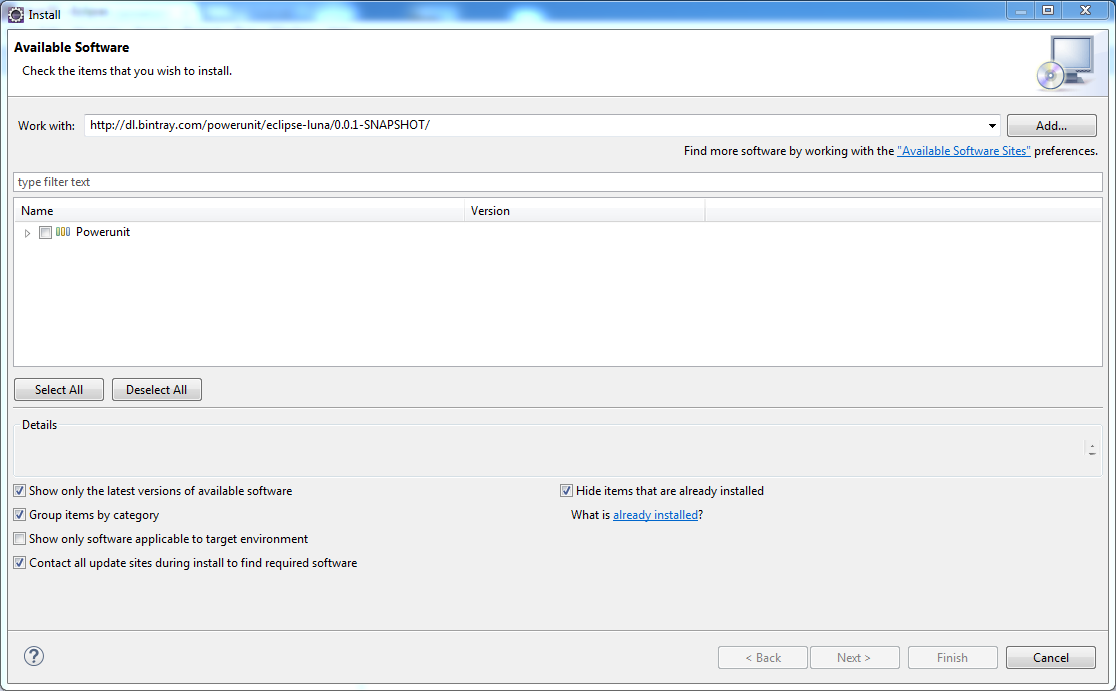 Install
Available Software
Check the items that you wish to install.
Work with: http://dl.bintray.com/powerunit/eclipse-luna/0.0.1-SNAPSHOT/ Add...
Find more software by working with the "Available Software Sites" preferences.
type filter text
Name Version
Powerunit
Select All Deselect All
Details
Show only the latest versions of available software Hide items that are already installed
Group items by category What is already installed?
Show only software applicable to target environment
Contact all update sites during install to find required software
? < Back Next > Finish Cancel